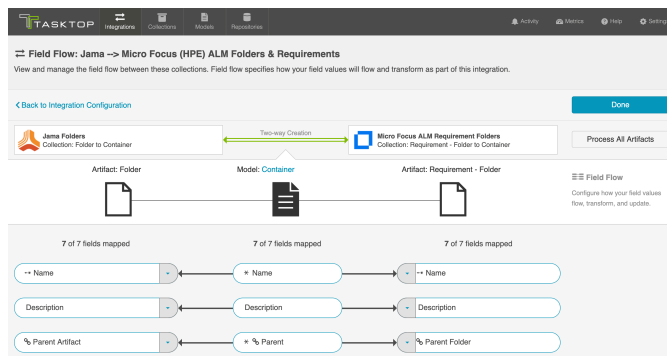 TASKTOP
Integrations
Collections
Models
Repositories
Activity
Metrics
Help
Settings
Field Flow: Jama --> Micro Focus (HPE) ALM Folders & Requirements
View and manage the field flow between these collections. Field flow specifies how your field values will flow and transform as part of this integration.
Back to Integration Configuration
Done
Jama Folders
Collection: Folder to Container
Two-way Creation
Micro Focus ALM Requirement Folders
Collection: Requirement - Folder to Container
Process All Artifacts
Artifact: Folder
Model: Container
Artifact: Requirement - Folder
Field Flow
Configure how your field values
flow, transform, and update.
7 of 7 fields mapped
7 of 7 fields mapped
7 of 7 fields mapped
Name
* Name
Name
Description
Description
Description
Parent Artifact
* Parent
Parent Folder